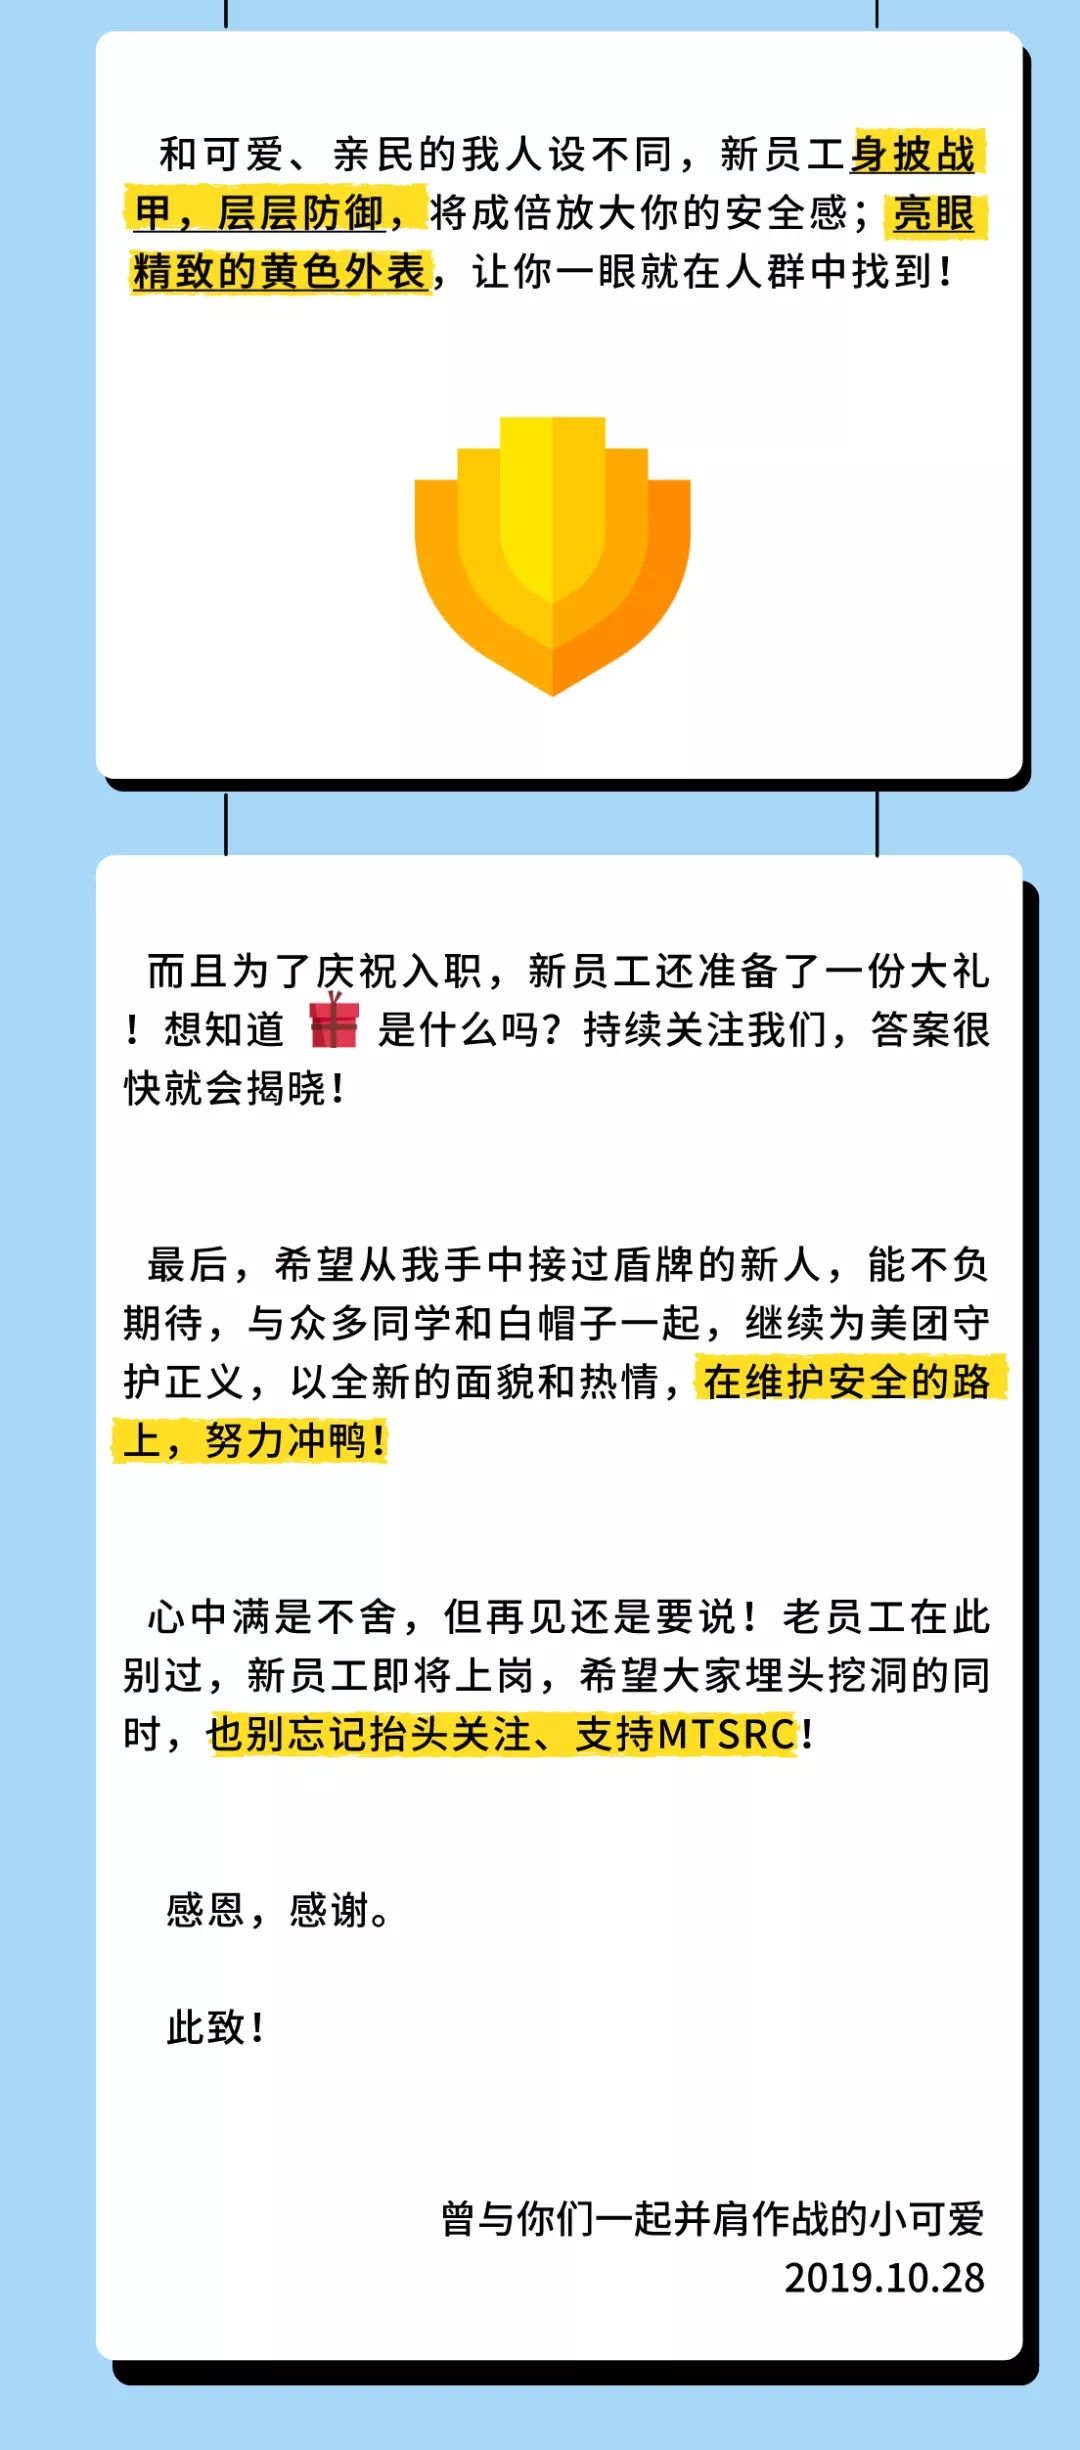 和可爱、亲民的我人设不同，新员工身披战
甲，层层防御，将成倍放大你的安全感；亮眼
精致的黄色外表，让你一眼就在人群中找到！
而且为了庆祝入职，新员工还准备了一份大礼
！想知道 是什么吗？持续关注我们，答案很
快就会揭晓！
最后，希望从我手中接过盾牌的新人，能不负
期待，与众多同学和白帽子一起，继续为美团守
护正义，以全新的面貌和热情，在维护安全的路
上，努力冲鸭！
心中满是不舍，但再见还是要说！老员工在此
别过，新员工即将上岗，希望大家埋头挖洞的同
时，也别忘记抬头关注、支持MTSRC！
感恩，感谢。
此致！
曾与你们一起并肩作战的小可爱
2019.10.28